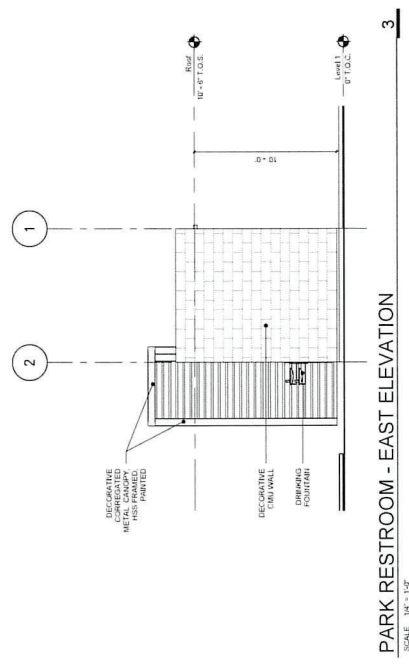 2
1
DECORATIVE
CORREGATED
METAL CANOPY,
HSS FRAMED,
PAINTED
Roof
10' - 6" T.O.S.
DECORATIVE
CMU WALL
10' - 0"
DRINKING
FOUNTAIN
Level 1
0" T.O.C.
PARK RESTROOM - EAST ELEVATION
3
SCALE 1/4" = 1'-0"